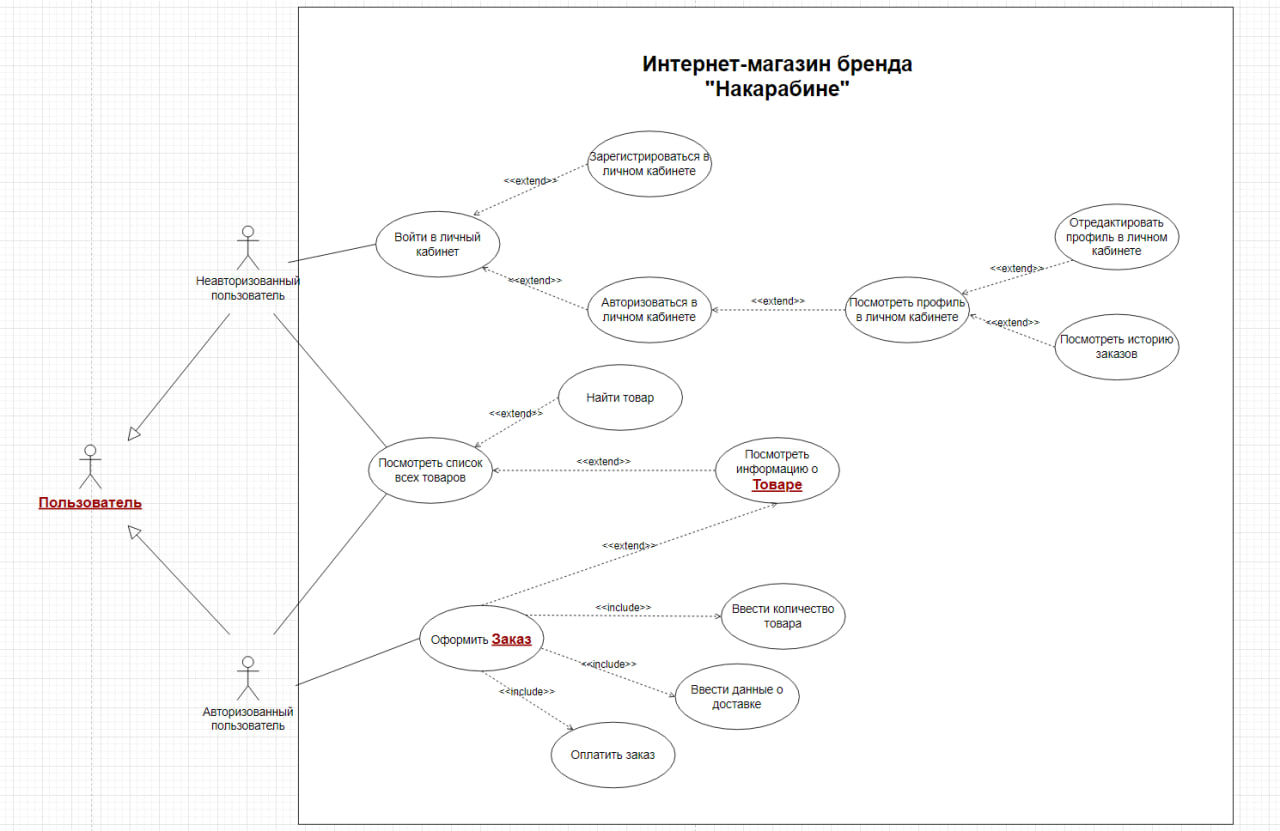 Интернет-магазин бренда
"Накарабине"
Зарегистрироваться в
личном кабинете
<<extend>>
Войти в личный
кабинет
Отредактировать
профиль в личном
кабинете
<<extend>>
Неавторизованный
пользователь
<<extend>>
Авторизоваться в
личном кабинете
<<extend>>
Посмотреть профиль
в личном кабинете
<<extend>>
Посмотреть историю
заказов
Найти товар
<<extend>>
Посмотреть список
всех товаров
<<extend>>
Посмотреть
информацию о
Товаре
Пользователь
<<extend>>
<<include>>
Ввести количество
товара
Оформить Заказ
<<include>>
Ввести данные о
доставке
<<include>>
Авторизованный
пользователь
Оплатить заказ